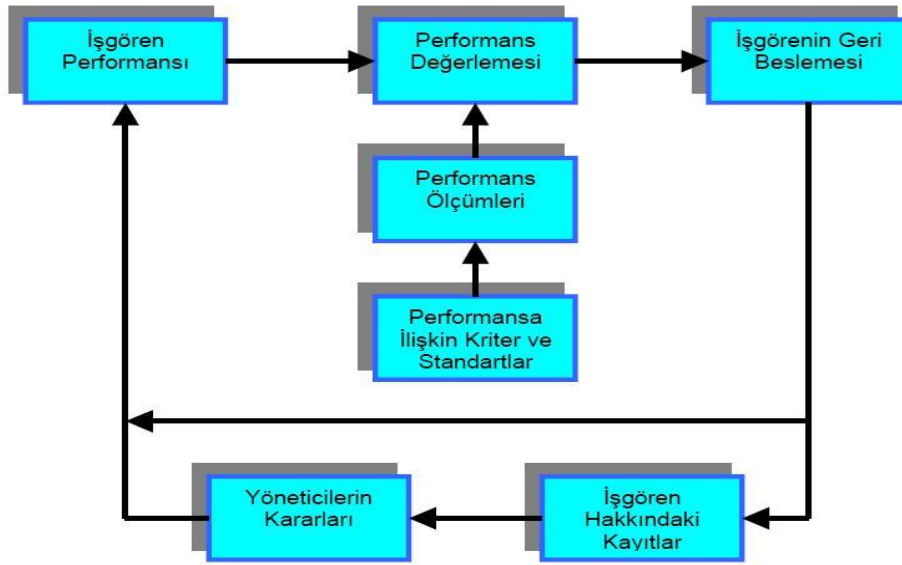 İşgören
Performansı
Performans
Değerlemesi
İşgörenin Geri
Beslemesi
Performans
Ölçümleri
Performansa
İlişkin Kriter ve
Standartlar
Yöneticilerin
Kararları
İşgören
Hakkındaki
Kayıtlar